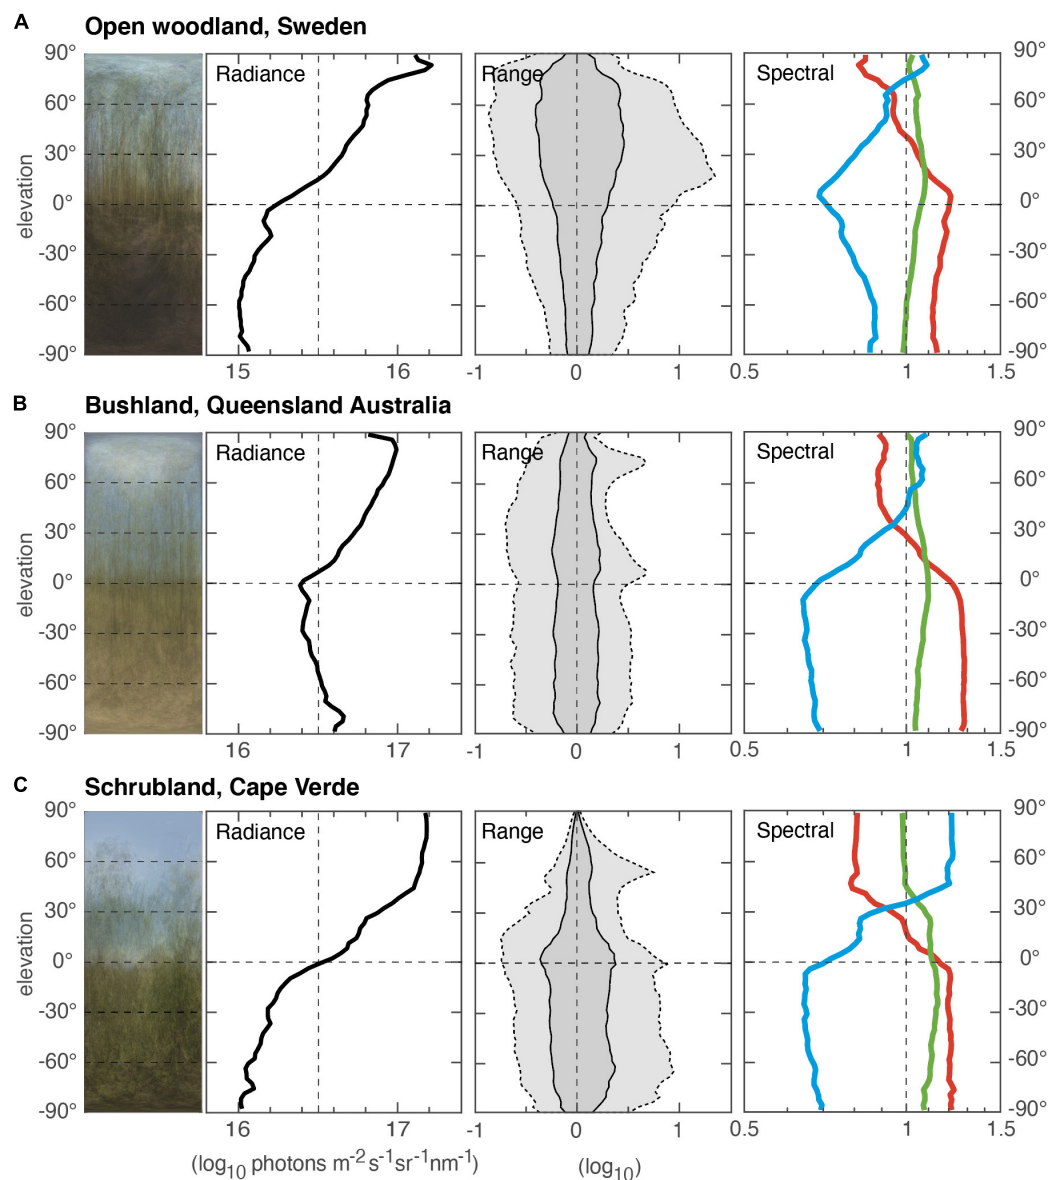 A
Open woodland, Sweden
90° Radiance Range Spectral 90°
60° 60°
30° 30°
elevation
0° 0°
-30° -30°
-60° -60°
-90° -90°
15 16 -1 0 1 0.5 1 1.5
B
Bushland, Queensland Australia
90° Radiance Range Spectral 90°
60° 60°
30° 30°
elevation
0° 0°
-30° -30°
-60° -60°
-90° -90°
16 17 -1 0 1 0.5 1 1.5
C
Schrubland, Cape Verde
90° Radiance Range Spectral 90°
60° 60°
30° 30°
elevation
0° 0°
-30° -30°
-60° -60°
-90° -90°
16 17 -1 0 1 0.5 1 1.5
(log10 photons m-2s-1sr-1nm-1) (log10)